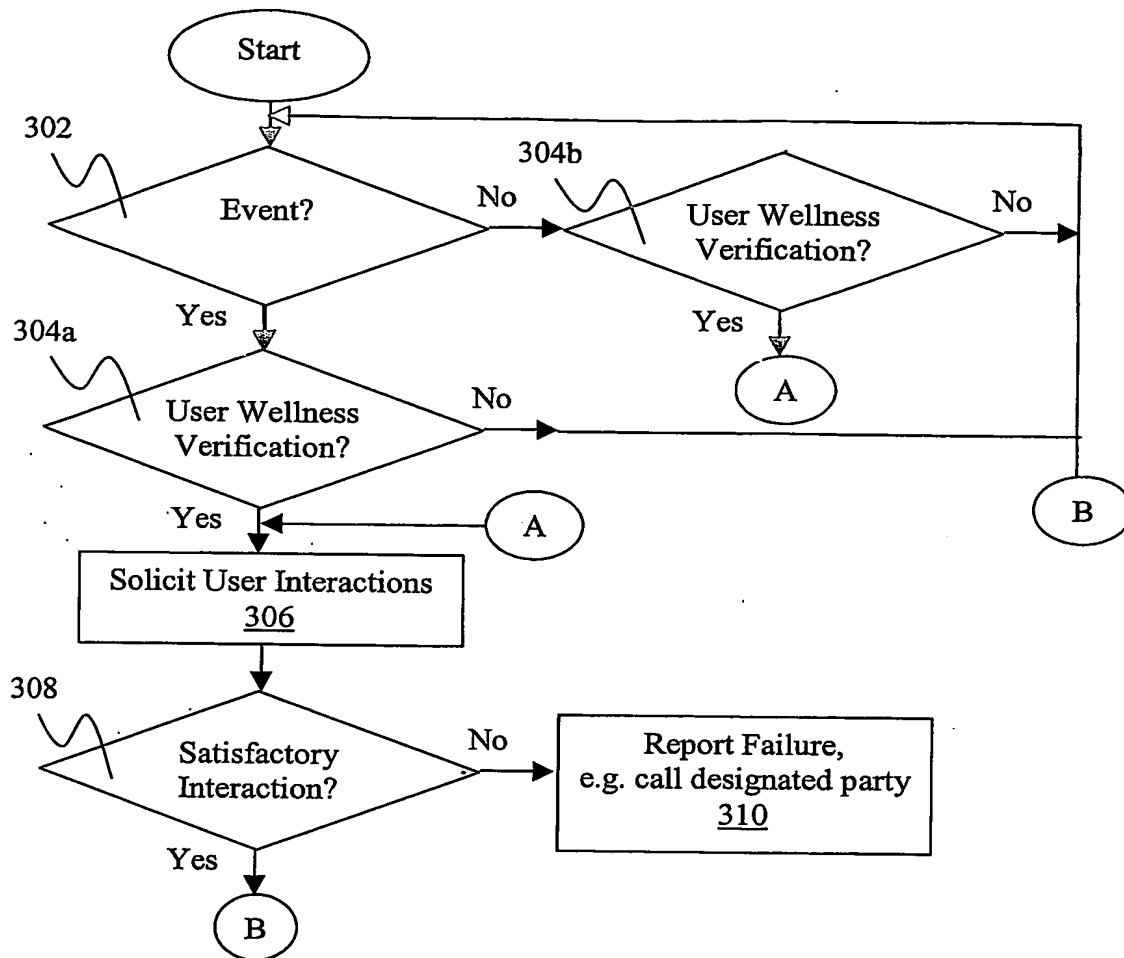 Start
302
304b
Event?
No
User Wellness
Verification?
No
Yes
Yes
304a
A
User Wellness
Verification?
No
Yes
A
B
Solicit User Interactions
306
308
Satisfactory
Interaction?
No
Report Failure,
e.g. call designated party
310
Yes
B